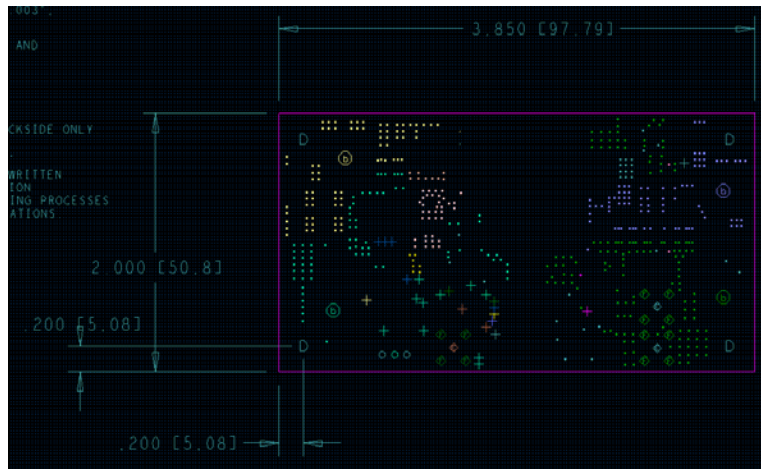 .003".
3.850 [97.79]
AND
CKSIDE ONLY
D
D
b
WRITTEN
ION
ING PROCESSES
ATIONS.
b
2.000 [50.8]
b
b
.200 [5.08]
D
D
.200 [5.08]